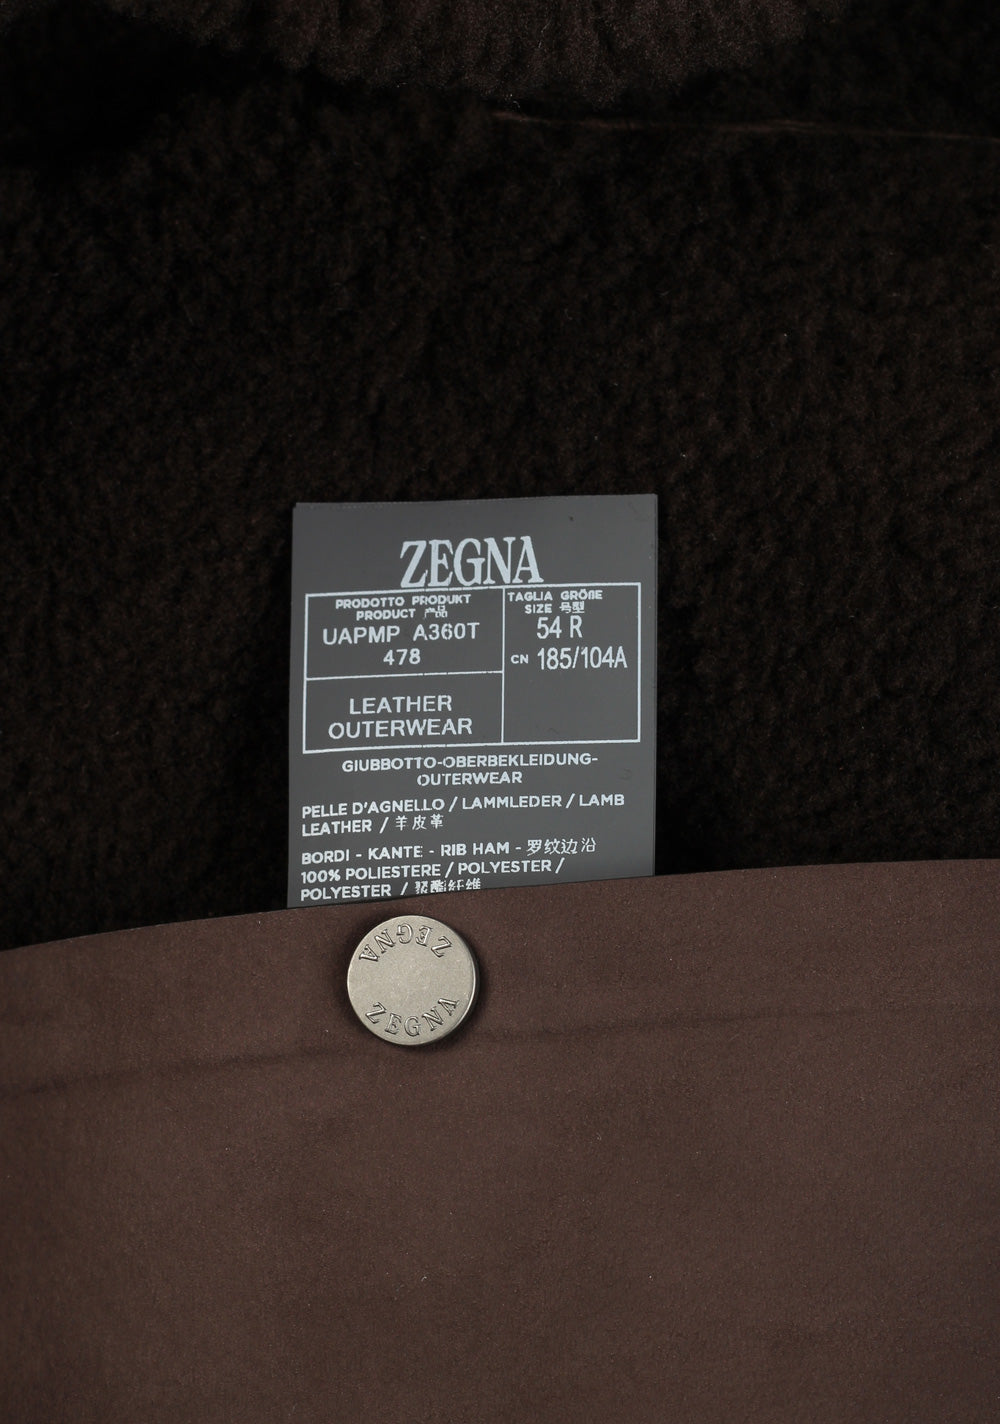 ZEGNA
PRODOTTO PRODUKT
PRODUCT 产品
UAPMP A360T
478
TAGLIA GRÖßE
SIZE 号型
54 R
CN 185/104A
LEATHER
OUTERWEAR
GIUBBOTTO-OBERBEKLEIDUNG-
OUTERWEAR
PELLE D'AGNELLO / LAMMLEDER / LAMB
LEATHER / 羊皮革
BORDI - KANTE - RIB HAM - 罗纹边沿
100% POLIESTERE / POLYESTER /
POLYESTER / 聚酯纤维
ZEGNA
ZEGNA